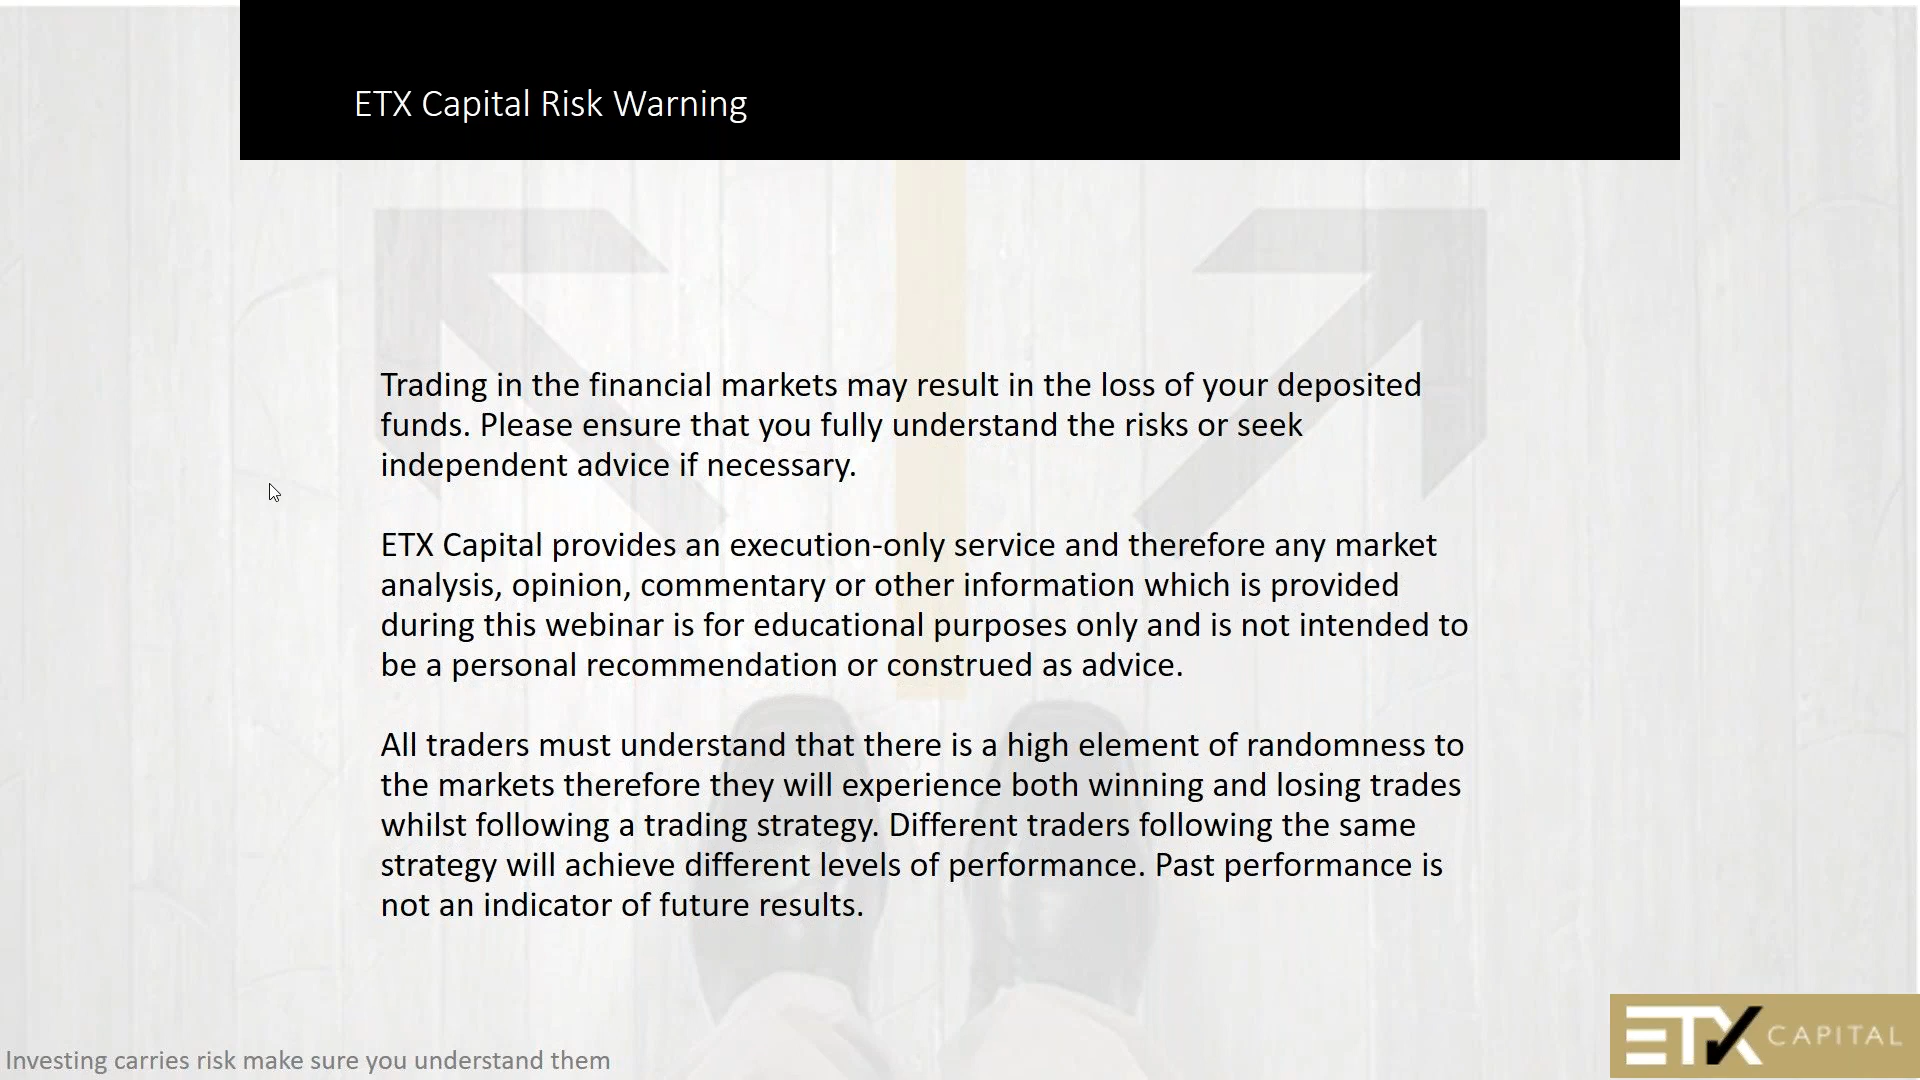 ETX Capital Risk Warning
Trading in the financial markets may result in the loss of your deposited
funds. Please ensure that you fully understand the risks or seek
independent advice if necessary.
ETX Capital provides an execution-only service and therefore any market
analysis, opinion, commentary or other information which is provided
during this webinar is for educational purposes only and is not intended to
be a personal recommendation or construed as advice.
All traders must understand that there is a high element of randomness to
the markets therefore they will experience both winning and losing trades
whilst following a trading strategy. Different traders following the same
strategy will achieve different levels of performance. Past performance is
not an indicator of future results.
ETX CAPITAL
Investing carries risk make sure you understand them